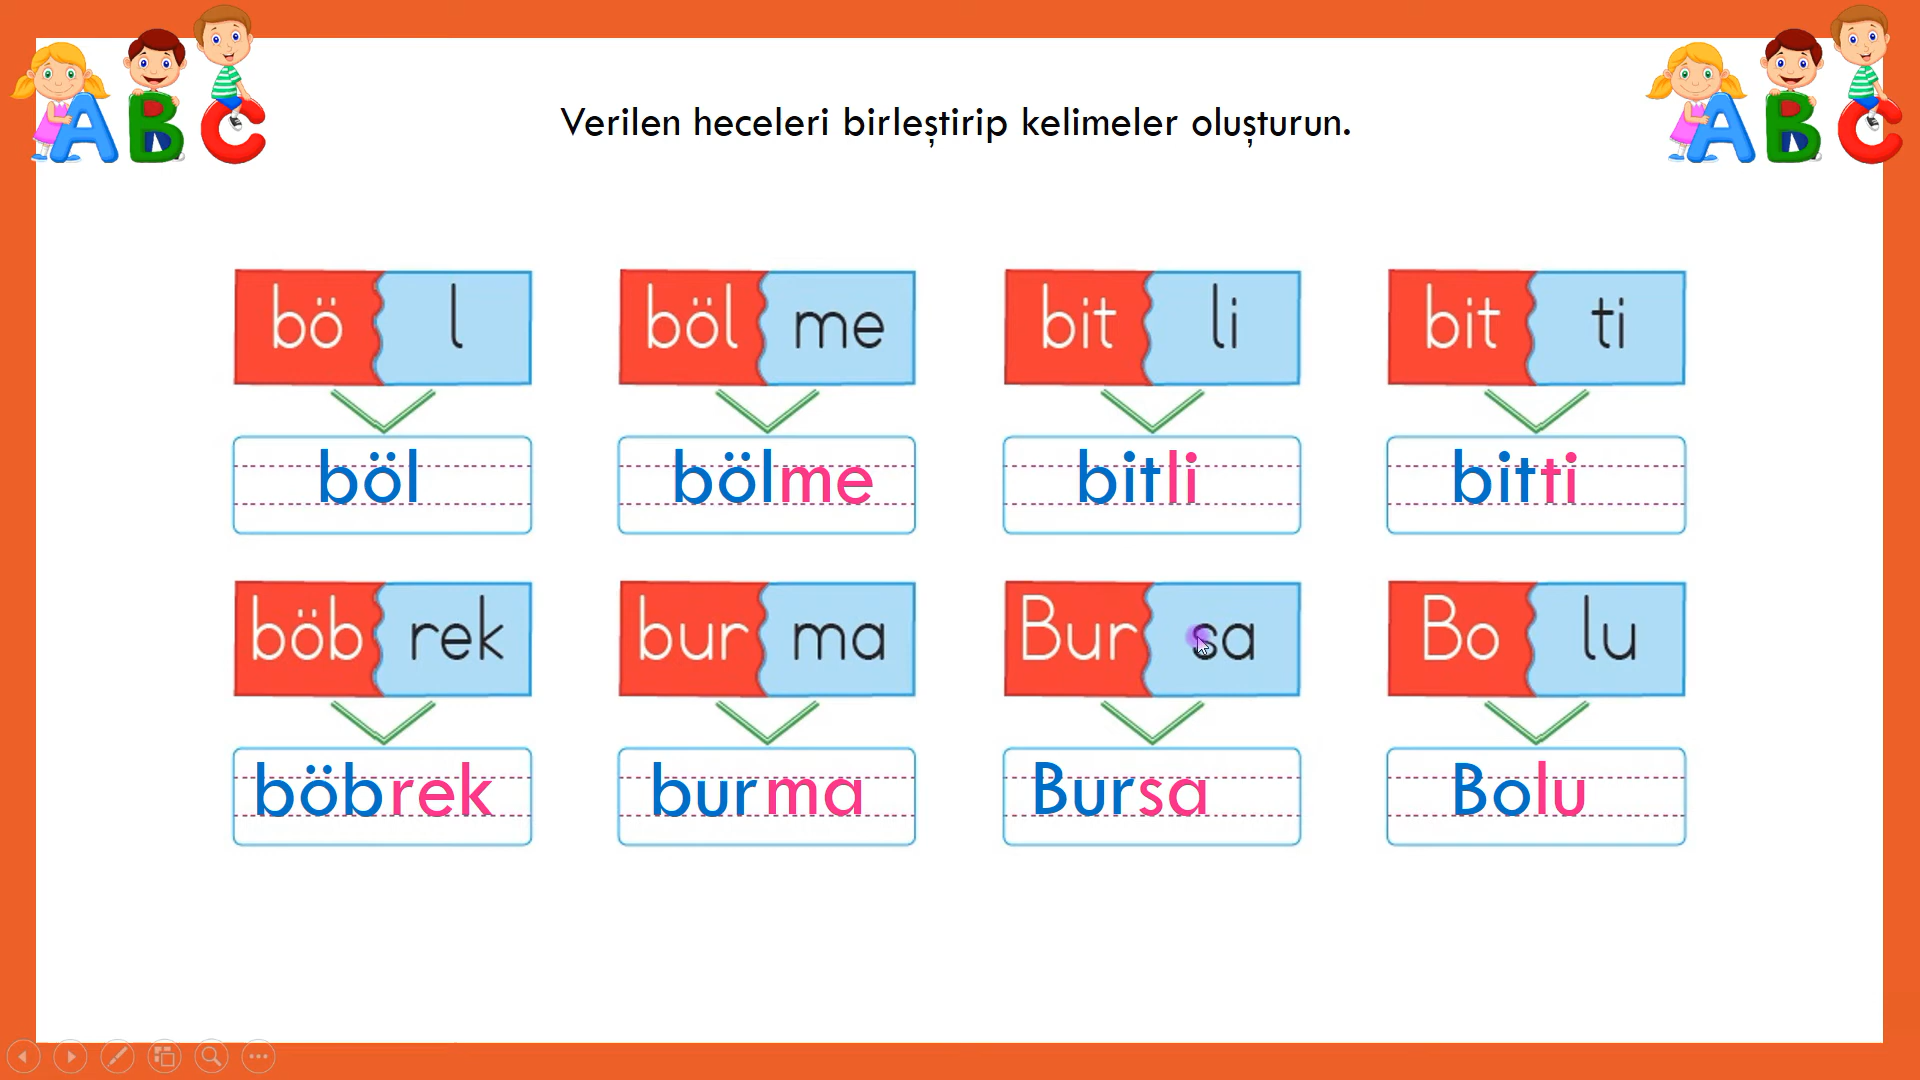 A B C
A B C
Verilen heceleri birleştirip kelimeler oluşturun.
bö l
böl me
bit li
bit ti
böl
bölme
bitli
bitti
böb rek
bur ma
Bur sa
Bo lu
böbrek
burma
Bursa
Bolu